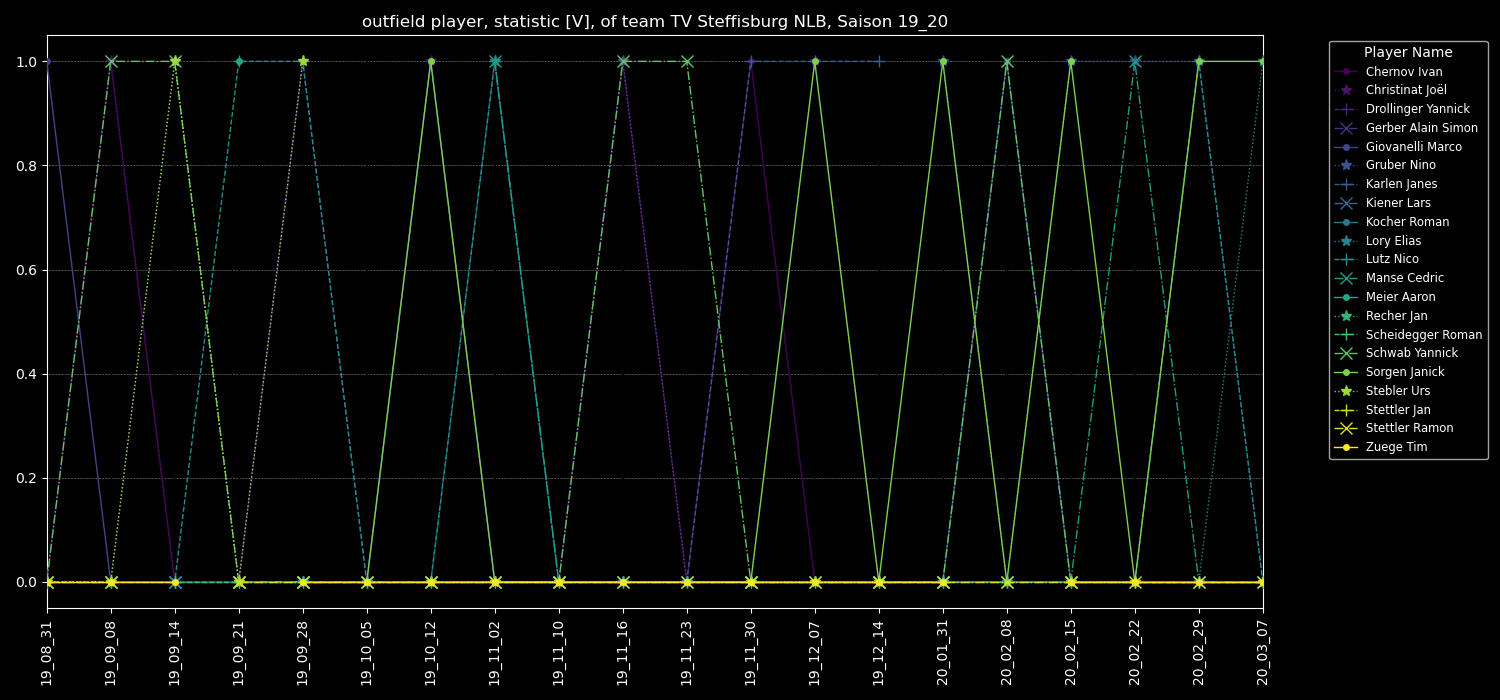 outfield player, statistic [V], of team TV Steffisburg NLB, Saison 19_20
1.0
0.8
0.6
0.4
0.2
0.0
19_08_31
19_09_08
19_09_14
19_09_21
19_09_28
19_10_05
19_10_12
19_11_02
19_11_10
19_11_16
19_11_23
19_11_30
19_12_07
19_12_14
20_01_31
20_02_08
20_02_15
20_02_22
20_02_29
20_03_07
Player Name
Chernov Ivan
Christinat Joël
Drollinger Yannick
Gerber Alain Simon
Giovanelli Marco
Gruber Nino
Karlen Janes
Kiener Lars
Kocher Roman
Lory Elias
Lutz Nico
Manse Cedric
Meier Aaron
Recher Jan
Scheidegger Roman
Schwab Yannick
Sorgen Janick
Stebler Urs
Stettler Jan
Stettler Ramon
Zuege Tim